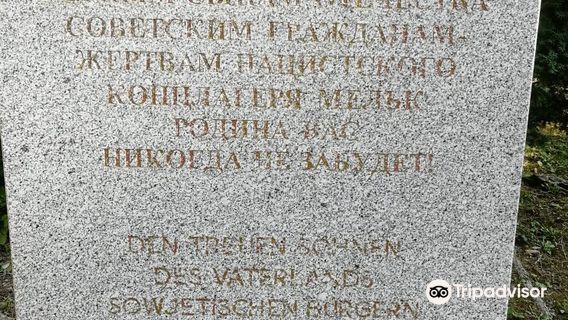 ОТЕЧЕСТВА
СОВЕТСКИМ ГРАЖДАНАМ-
ЖЕРТВАМ НАЦИСТСКОГО
КОНЦЛАГЕРЯ МЕЛЬК
РОДИНА ВАС
НИКОГДА НЕ ЗАБУДЕТ!
DEN TREUEN SÖHNEN
DES VATERLANDS
SOWJETISCHEN BÜRGERN
Tripadvisor